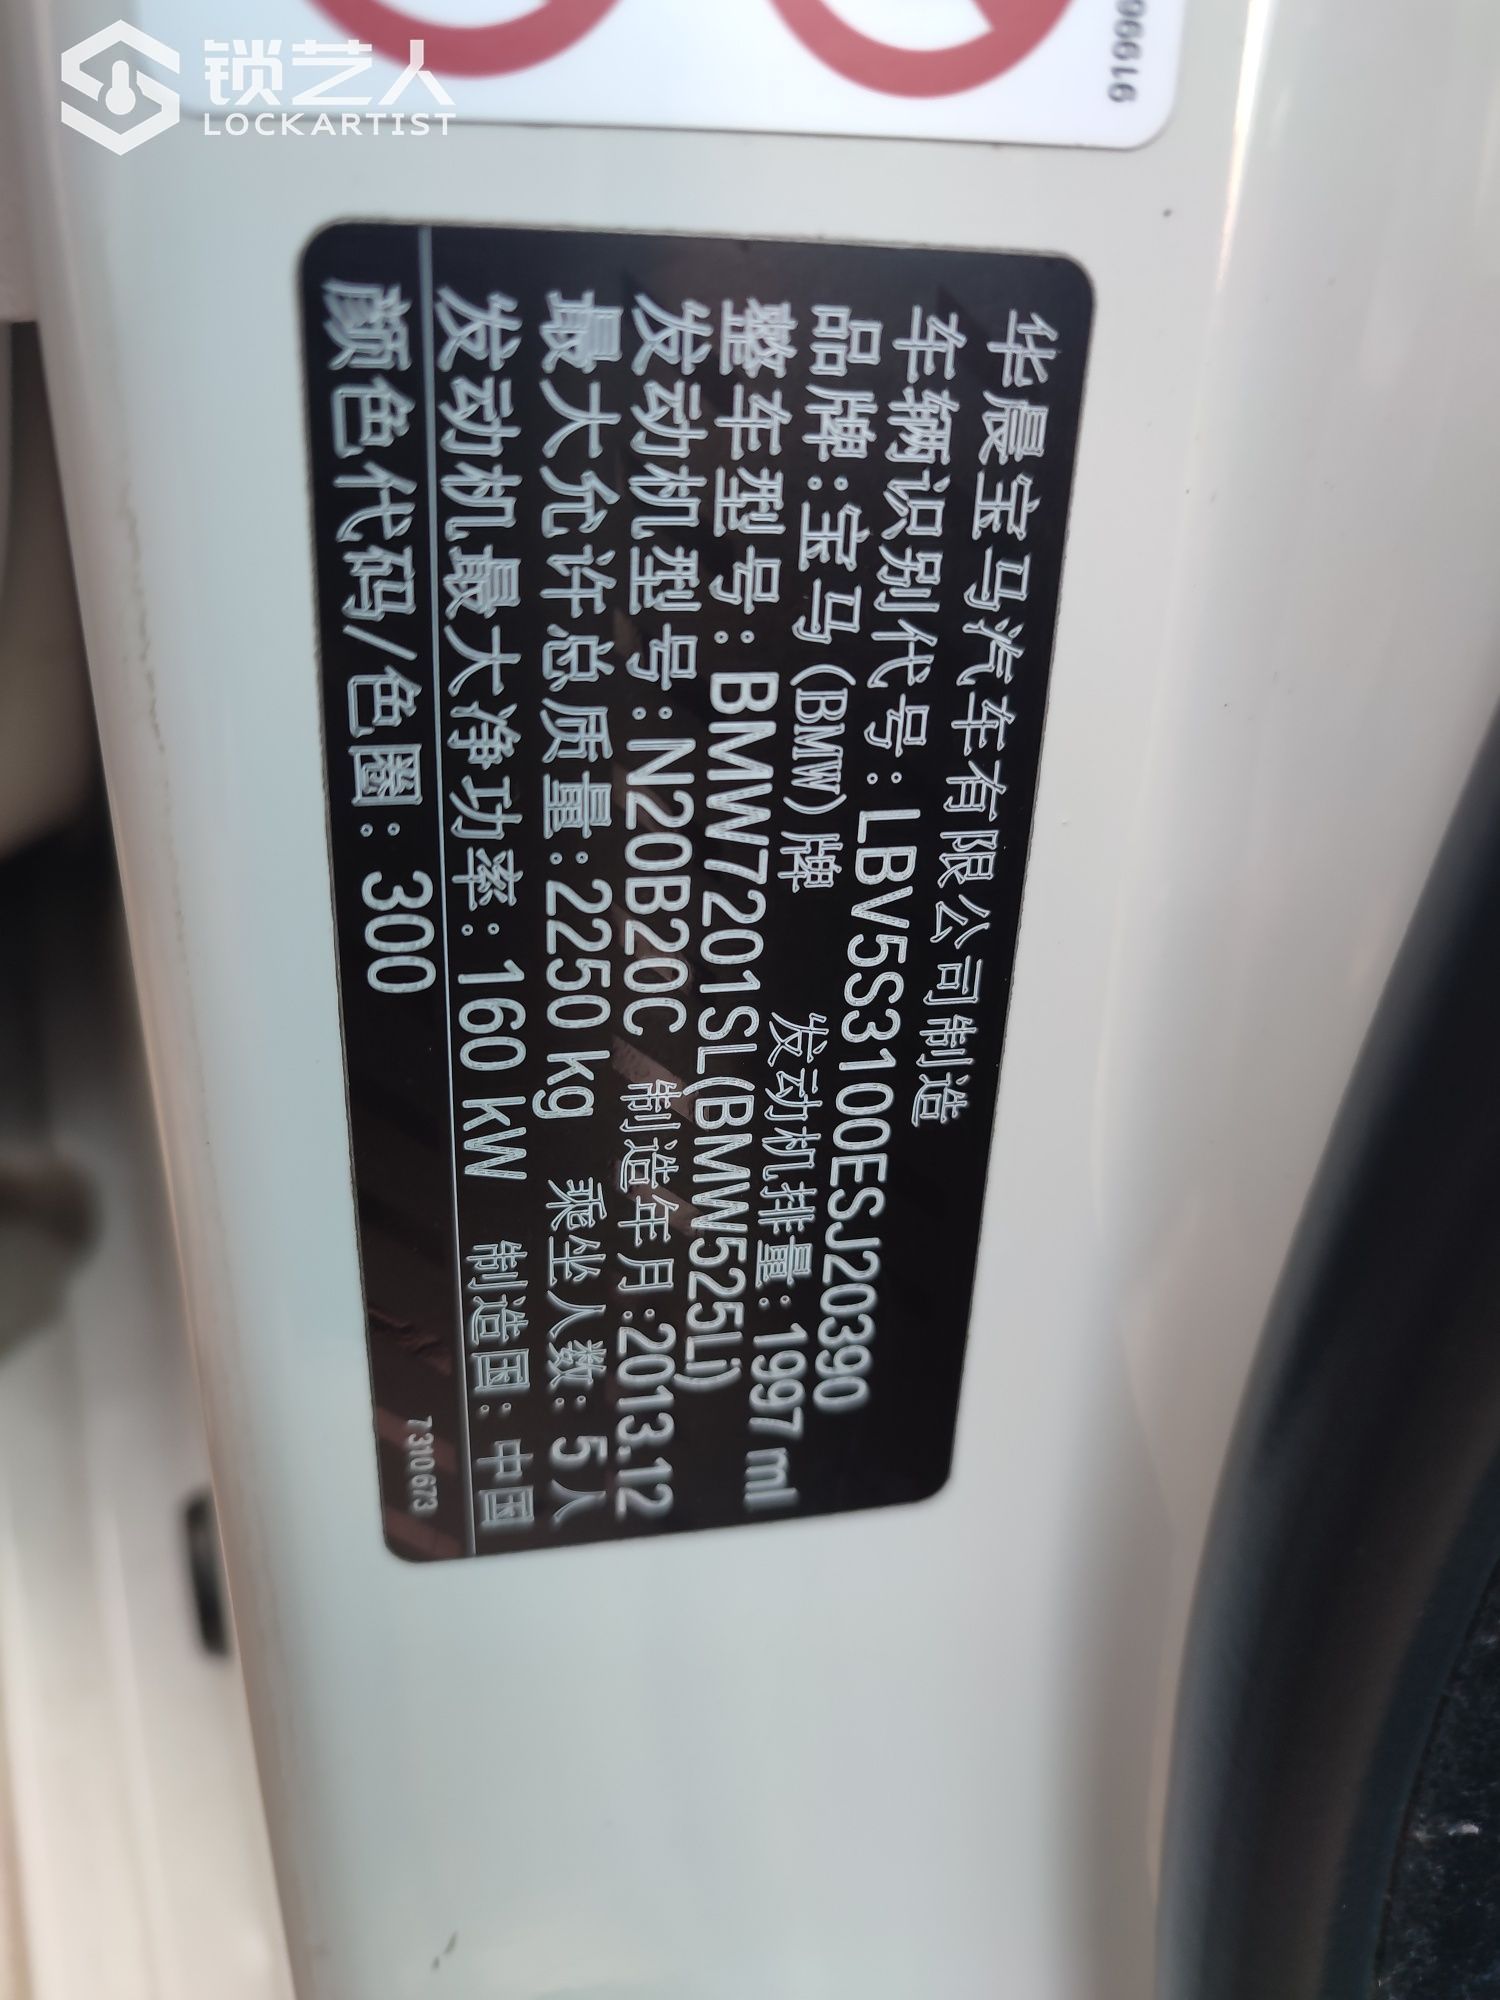 锁艺人
LOCKARTIST
华晨宝马汽车有限公司制造
车辆识别代号:LBV5S3100ESJ20390
品牌:宝马(BMW)牌 发动机排量:1997 ml
整车型号:BMW7201SL(BMW525Li)
发动机型号:N20B20C 制造年月:2013.12
最大允许总质量:2250 kg 乘坐人数:5人
发动机最大净功率:160 kW 制造国:中国
颜色代码/色圈:300
7310673